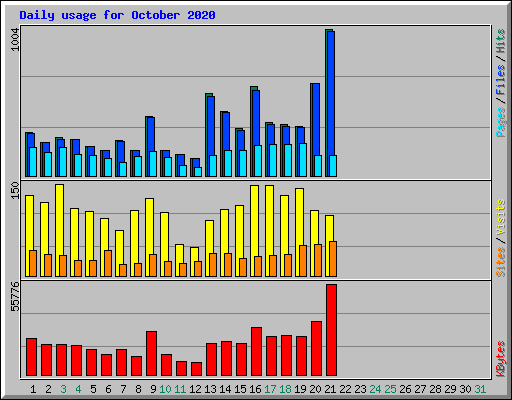 Daily usage for October 2020
1004
Pages / Files / Hits
150
Sites / Visits
55776
KBytes
1 2 3 4 5 6 7 8 9 10 11 12 13 14 15 16 17 18 19 20 21 22 23 24 25 26 27 28 29 30 31